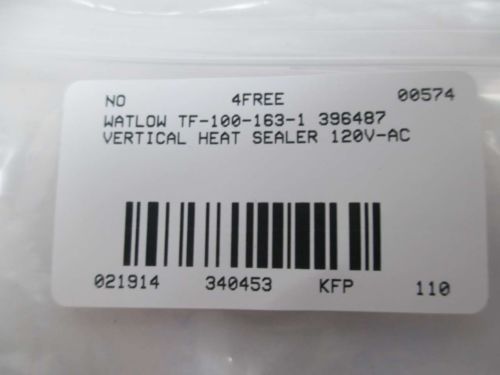 NO 4FREE 00574
WATLOW TF-100-163-1 396487
VERTICAL HEAT SEALER 120V-AC
021914 340453 KFP 110